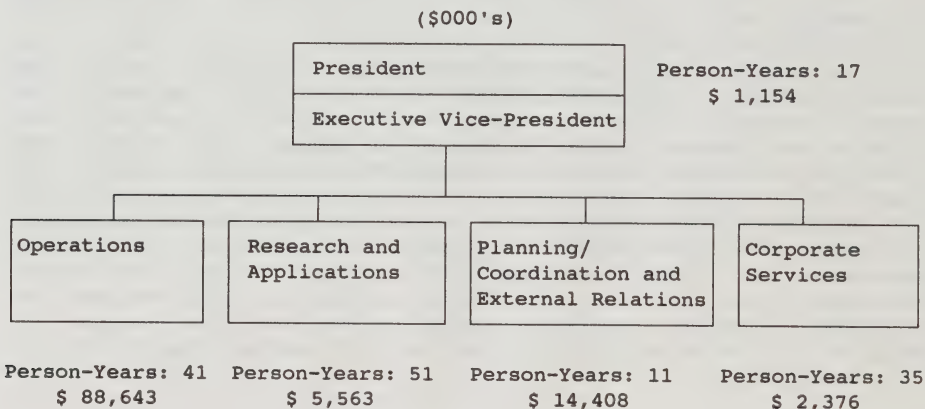 ($000's)
President
Executive Vice-President
Person-Years: 17
$ 1,154
Operations
Research and
Applications
Planning/
Coordination and
External Relations
Corporate
Services
Person-Years: 41
$ 88,643
Person-Years: 51
$ 5,563
Person-Years: 11
$ 14,408
Person-Years: 35
$ 2,376